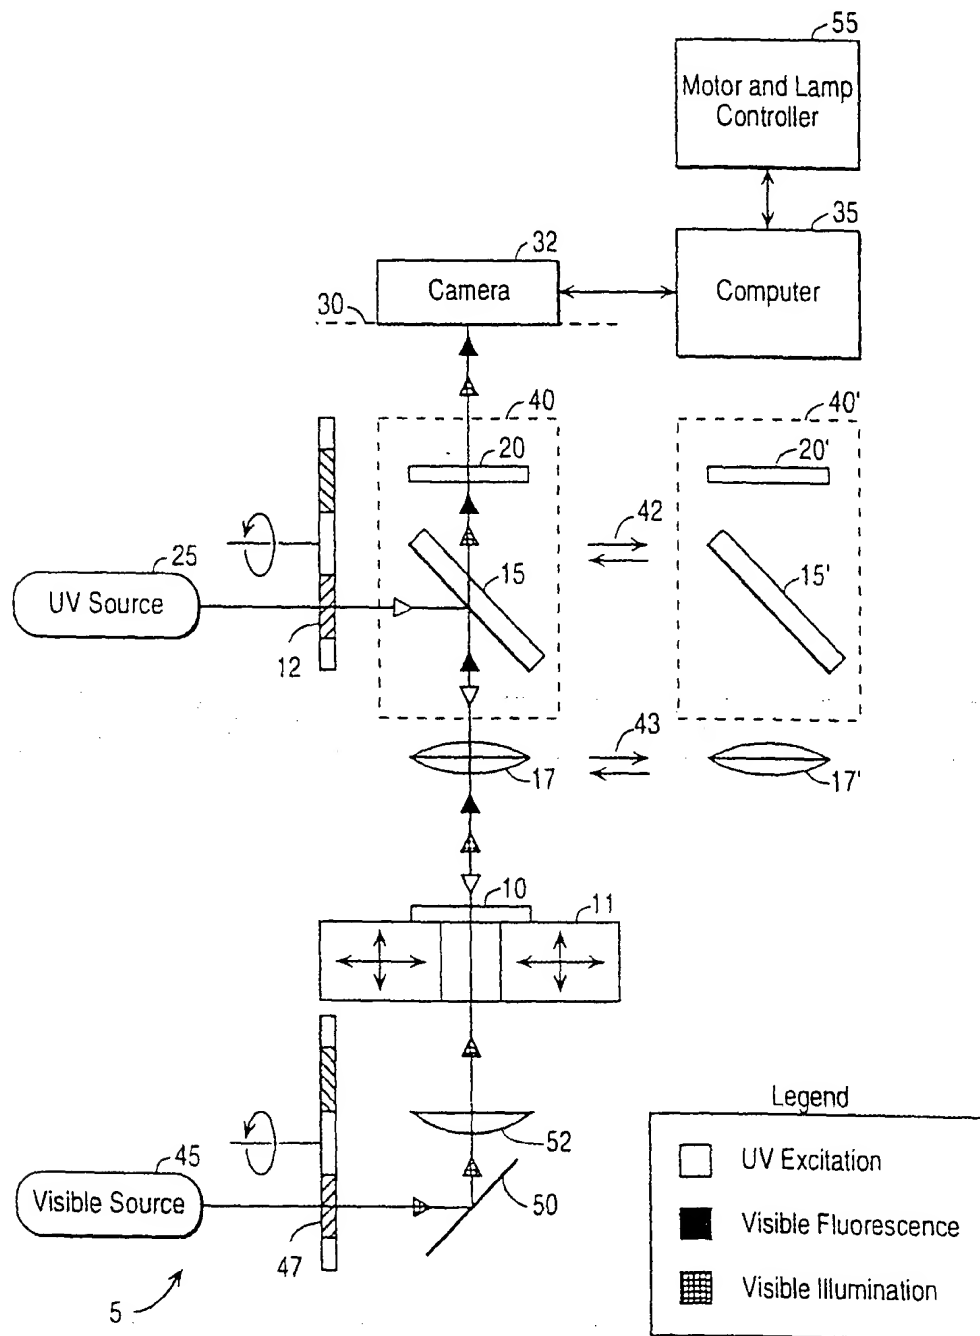 55
Motor and Lamp
Controller
35
Computer
32
Camera
30
40
40'
20
20'
42
25
UV Source
15
15'
12
43
17
17'
10
11
52
45
Visible Source
50
47
5
Legend
UV Excitation
Visible Fluorescence
Visible Illumination